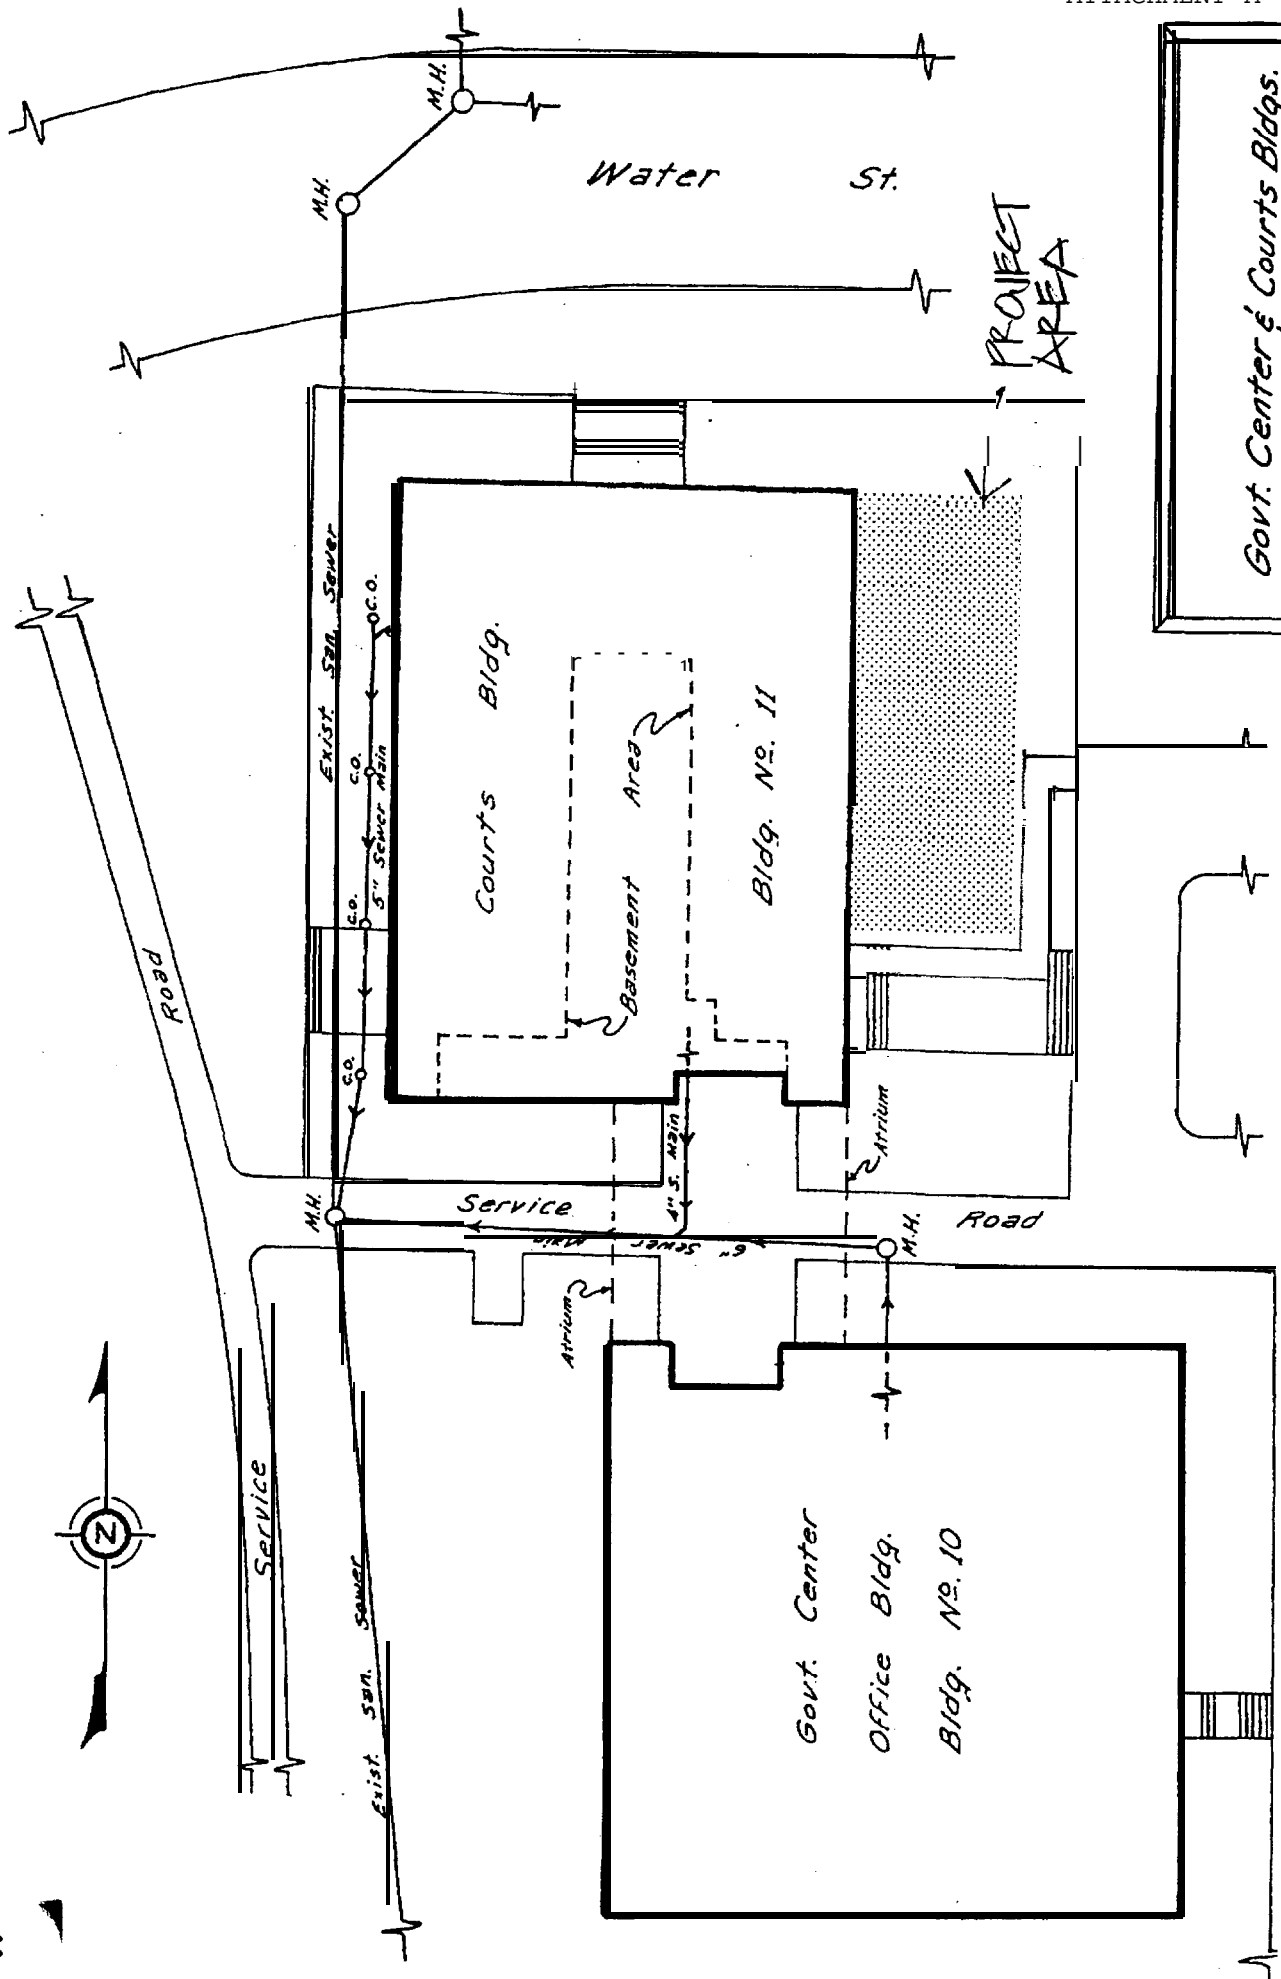 ATTACHMENT A
M.H.
M.H.
Water St.
PROJECT
AREA
Govt. Center & Courts Bldgs.
Exist. San. Sewer
C.O.
C.O.
5" Sewer Main
C.O.
C.O.
Courts Bldg.
Basement Area
Bldg. No. 11
Road
Atrium
4" S. Main
M.H.
Service
Road
6" Sewer Main
M.H.
Atrium
N
Service
Exist. San. Sewer
Govt. Center
Office Bldg.
Bldg. No. 10